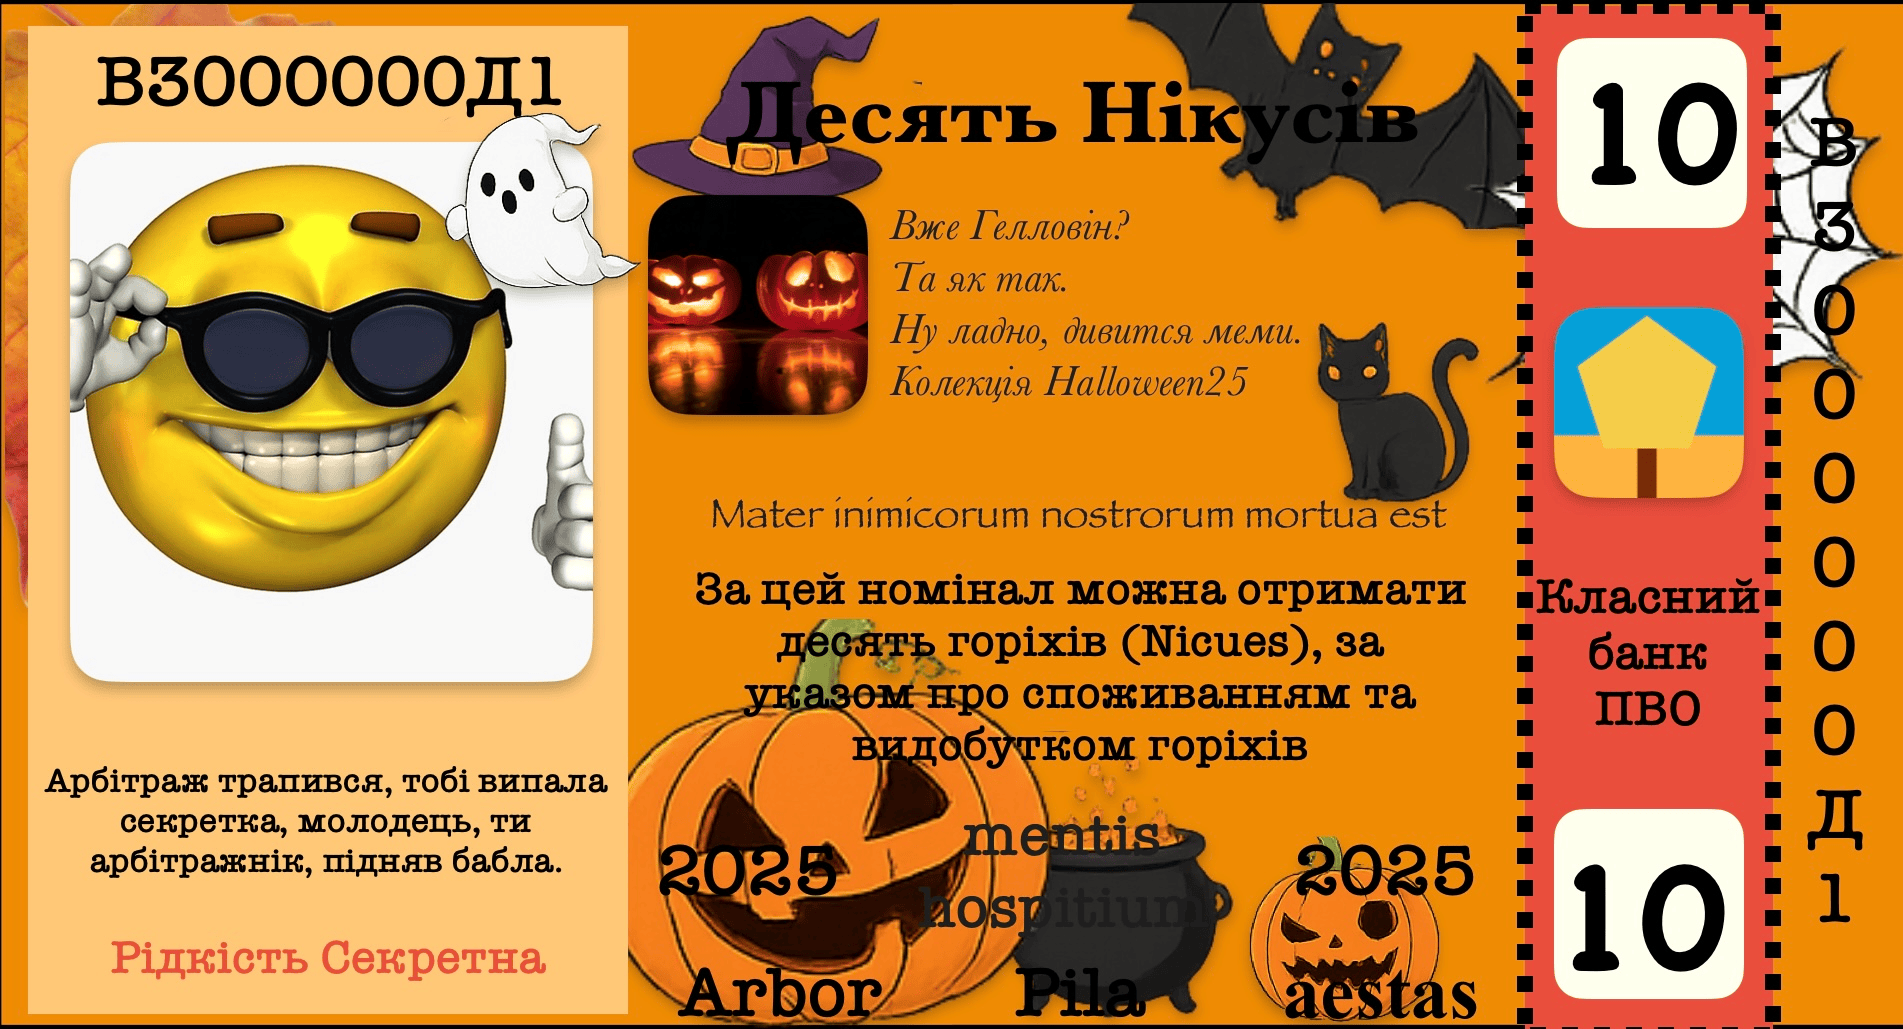 ВЗ000000Д1
Арбітраж трапився, тобі випала
секретка, молодець, ти
арбітражнік, підняв бабла.
Рідкість Секретна
Десять Нікусів
Вже Гелловін?
Та як так.
Ну ладно, дивится меми.
Колекція Halloween25
Mater inimicorum nostrorum mortua est
За цей номінал можна отримати
десять горіхів (Nicues), за
указом про споживанням та
видобутком горіхів
mentis
hospitium
2025
2025
Arbor
Pila
aestas
10
Класний
банк
ПВО
10
ВЗ000000Д1